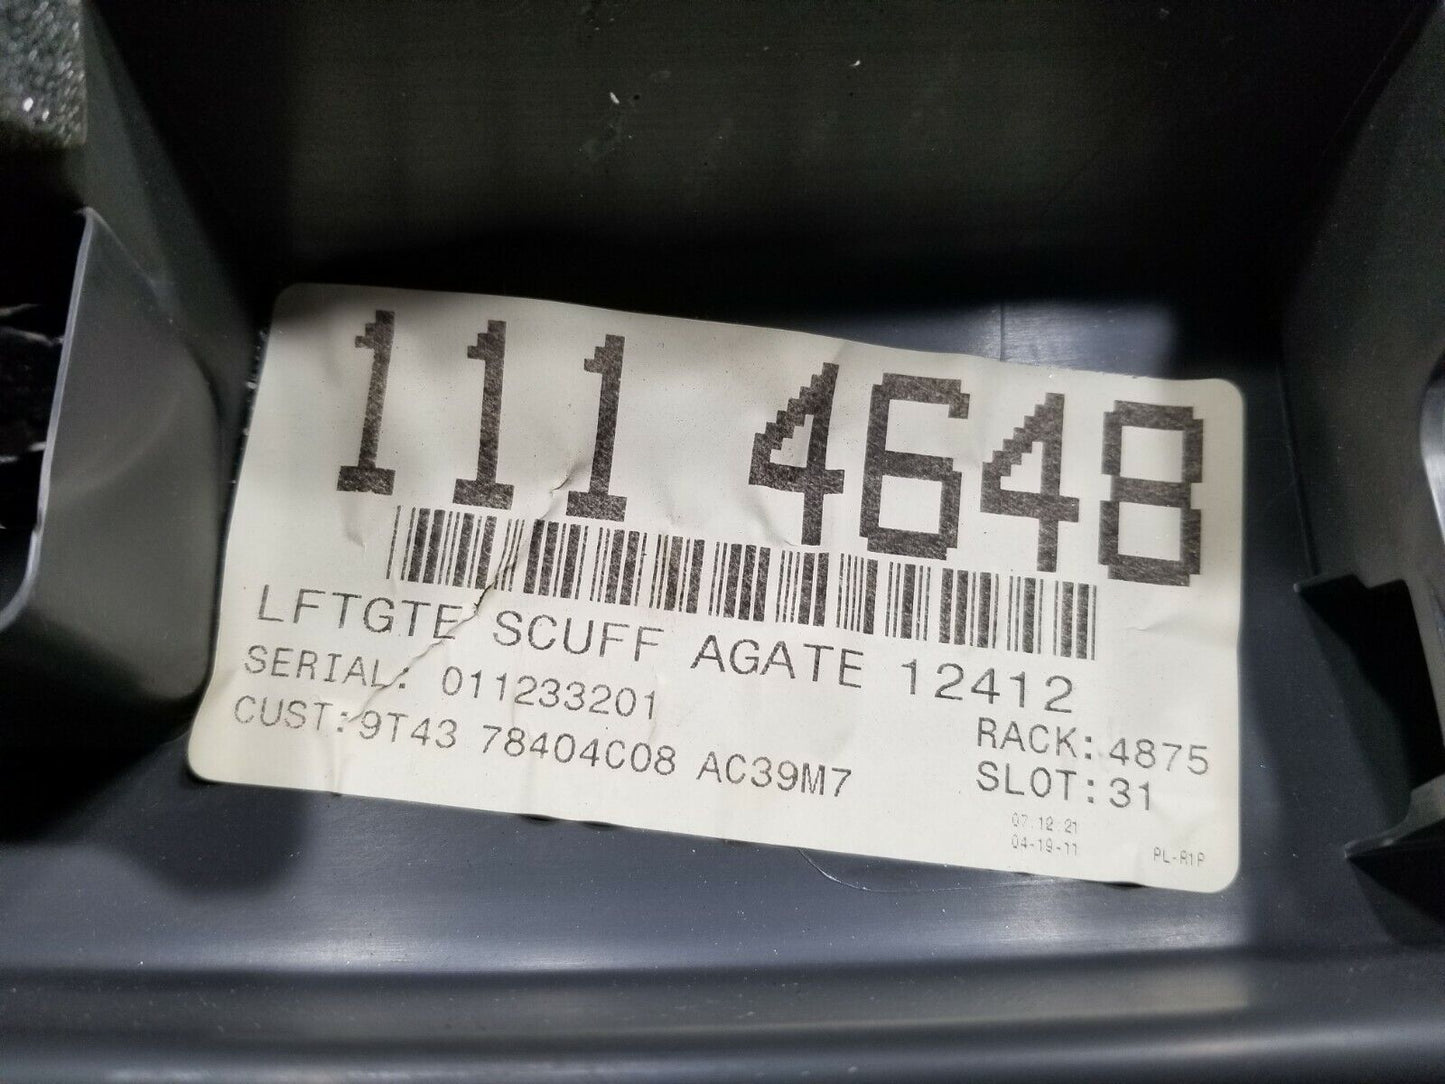 111 4648
LFTGTE SCUFF AGATE 12412
SERIAL: 011233201
CUST:9T43 78404C08 AC39M7
RACK:4875
SLOT:31
07.12.21
04-19-11
PL-R1P